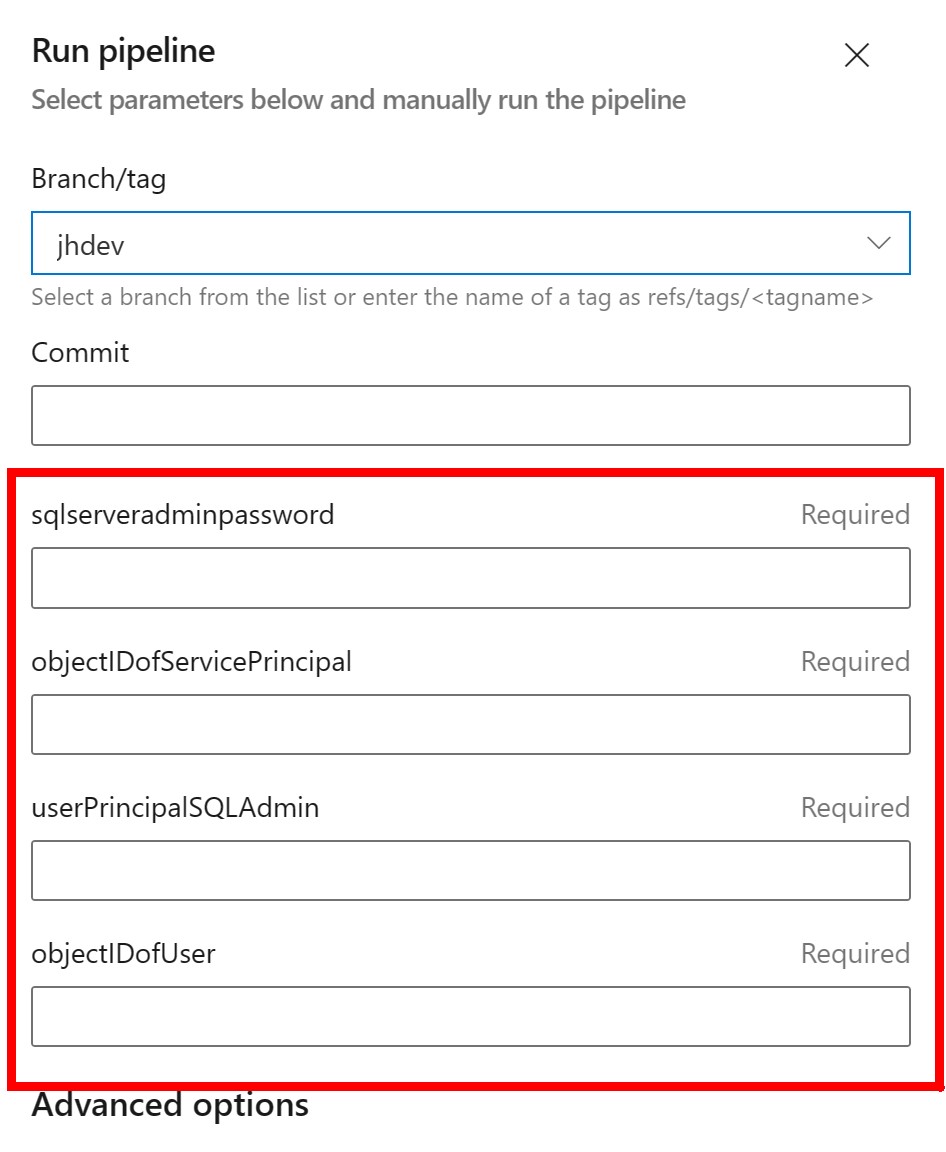 Run pipeline
Select parameters below and manually run the pipeline
Branch/tag
jhdev
Select a branch from the list or enter the name of a tag as refs/tags/<tagname>
Commit
sqlserveradminpassword Required
objectIDofServicePrincipal Required
userPrincipalSQLAdmin Required
objectIDofUser Required
Advanced options